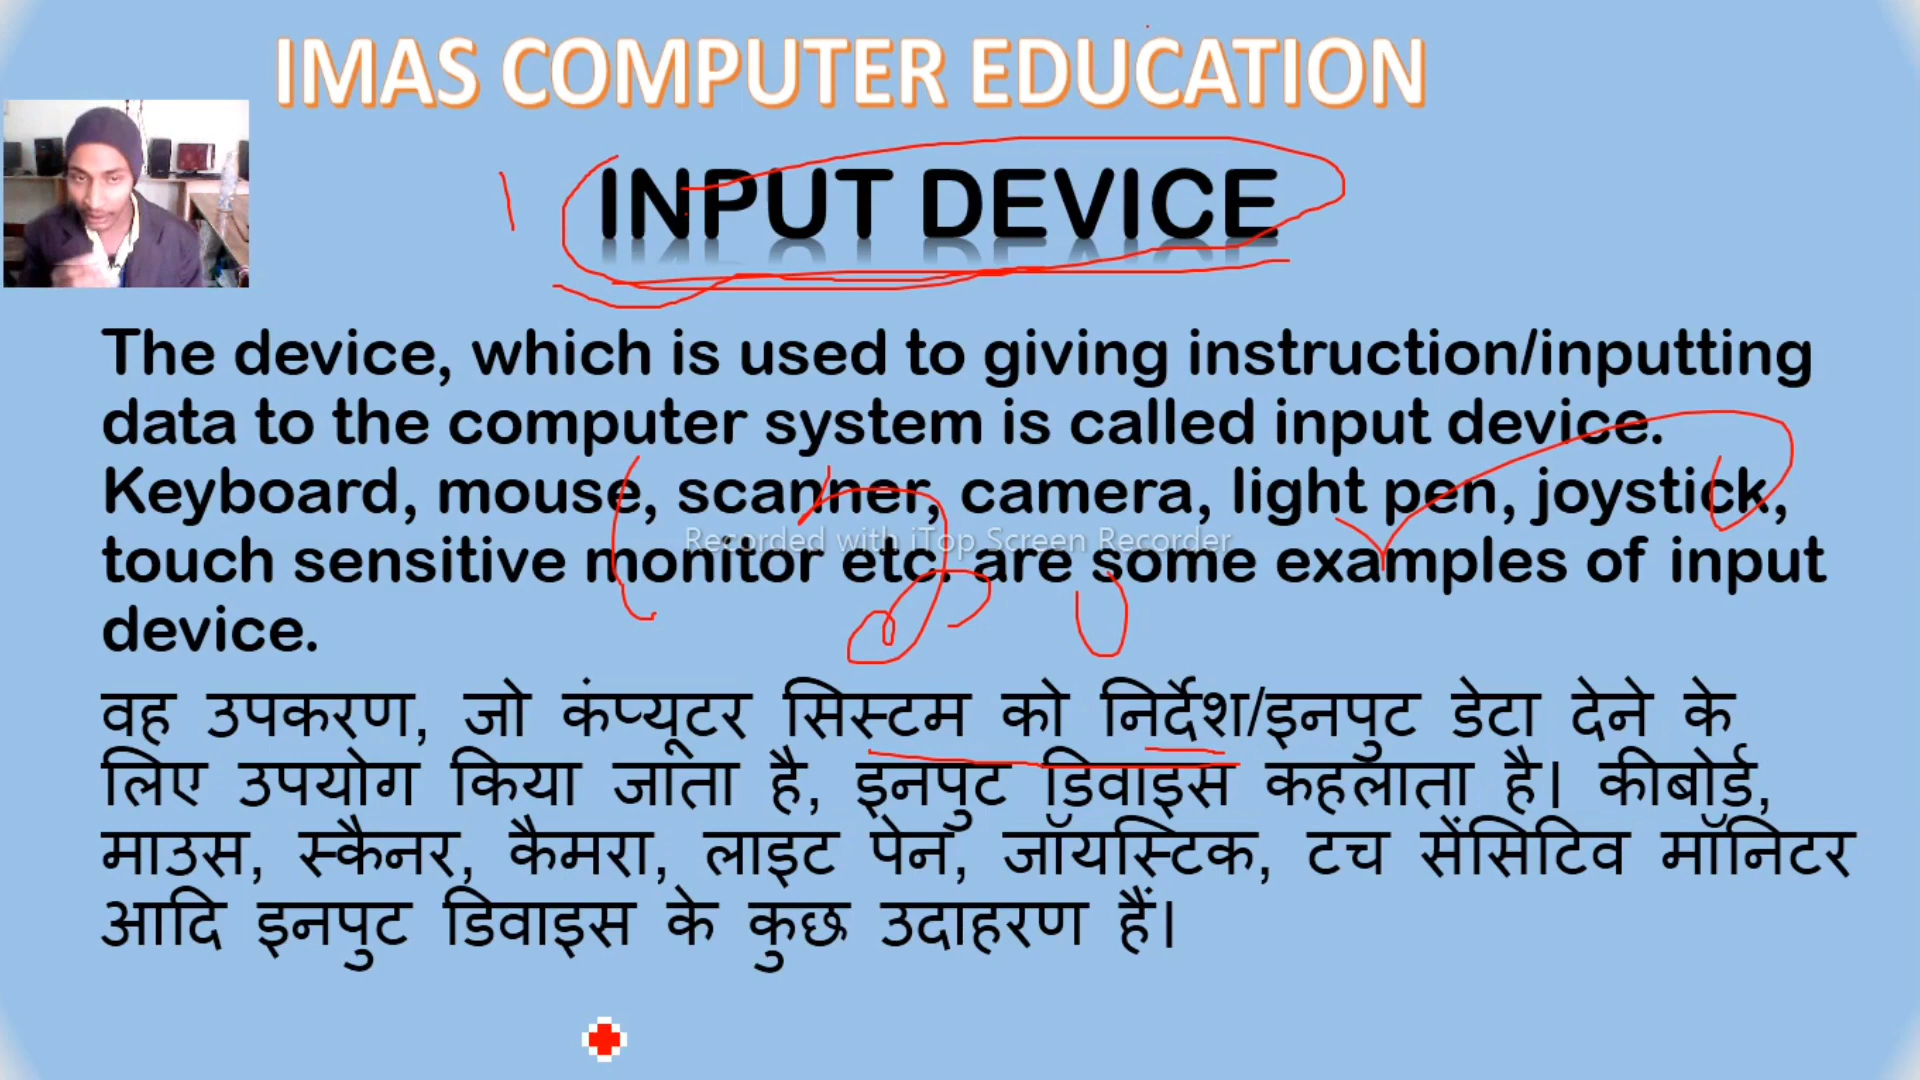 IMAS COMPUTER EDUCATION
INPUT DEVICE
The device, which is used to giving instruction/inputting
data to the computer system is called input device.
Keyboard, mouse, scanner, camera, light pen, joystick,
Recorded with iTop Screen Recorder
touch sensitive monitor etc. are some examples of input
device.
वह उपकरण, जो कंप्यूटर सिस्टम को निर्देश/इनपुट डेटा देने के
लिए उपयोग किया जाता है, इनपुट डिवाइस कहलाता है। कीबोर्ड,
माउस, स्कैनर, कैमरा, लाइट पेन, जॉयस्टिक, टच सेंसिटिव मॉनिटर
आदि इनपुट डिवाइस के कुछ उदाहरण हैं।